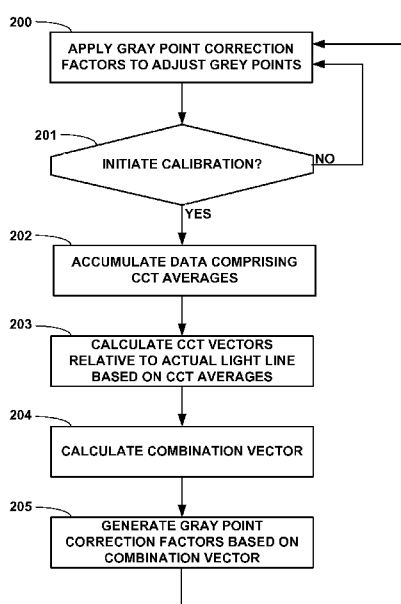 200
APPLY GRAY POINT CORRECTION
FACTORS TO ADJUST GREY POINTS
201
INITIATE CALIBRATION?
NO
YES
202
ACCUMULATE DATA COMPRISING
CCT AVERAGES
203
CALCULATE CCT VECTORS
RELATIVE TO ACTUAL LIGHT LINE
BASED ON CCT AVERAGES
204
CALCULATE COMBINATION VECTOR
205
GENERATE GRAY POINT
CORRECTION FACTORS BASED ON
COMBINATION VECTOR